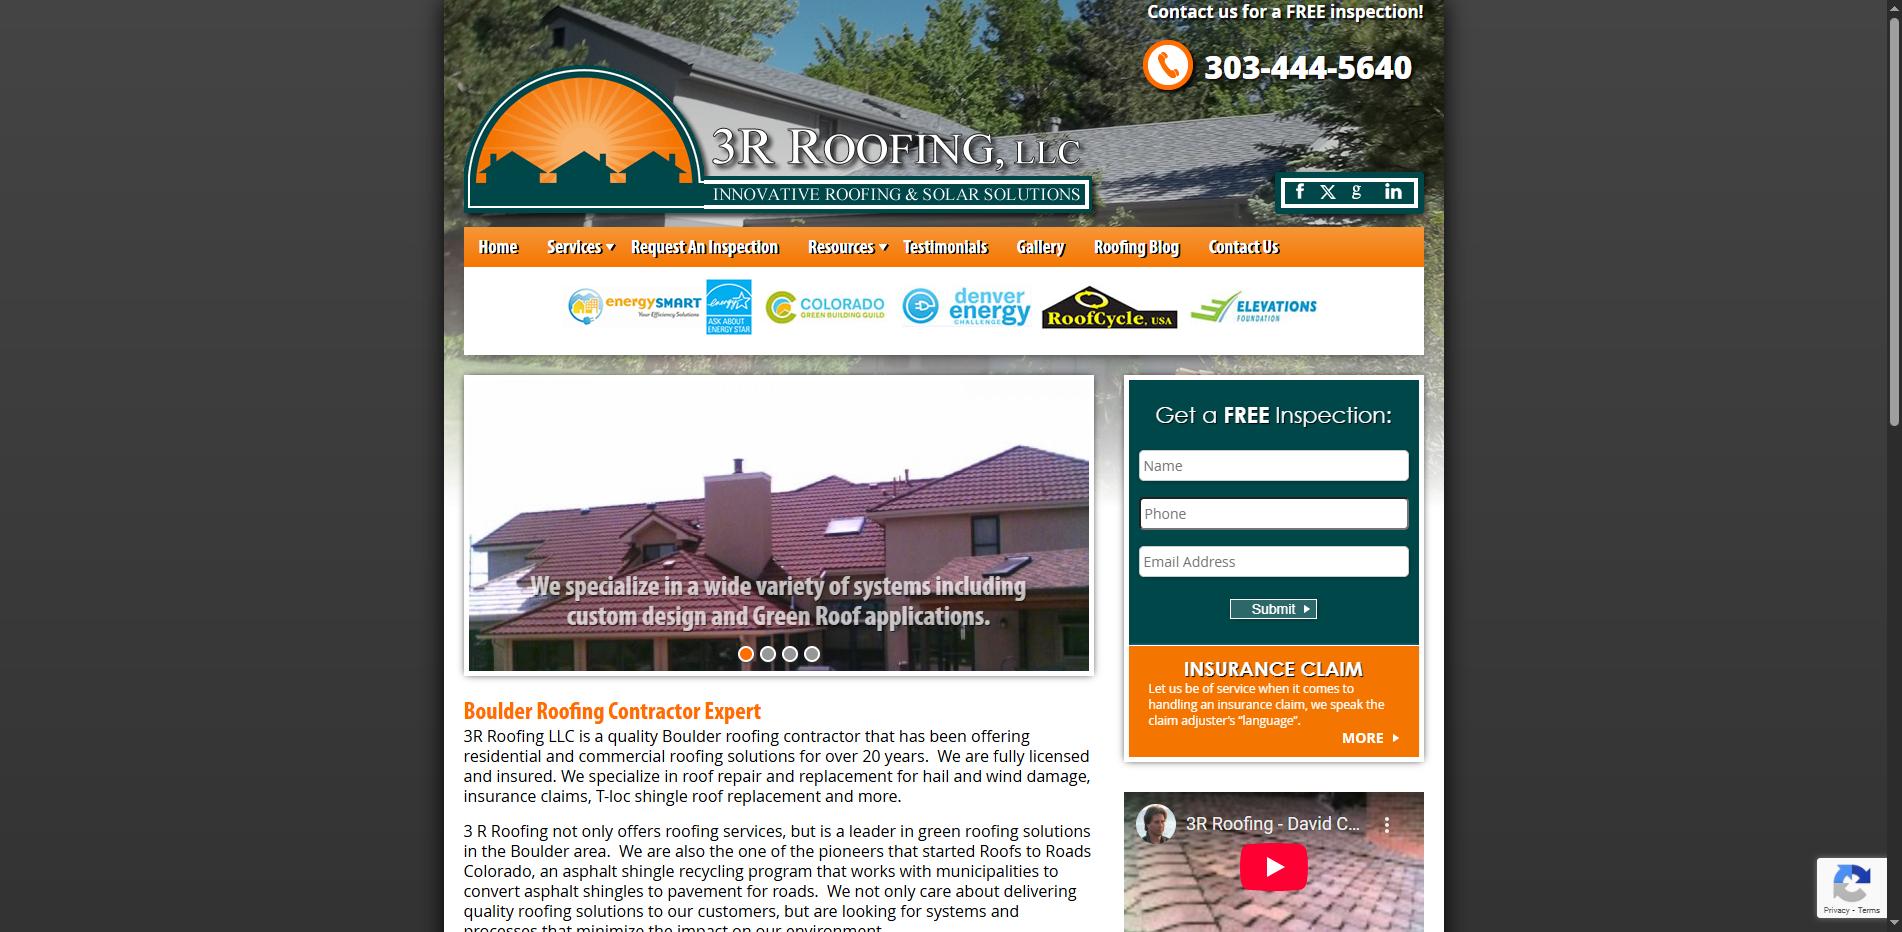 Contact us for a FREE inspection!
303-444-5640
3R ROOFING, LLC
INNOVATIVE ROOFING & SOLAR SOLUTIONS
f X g in
Home Services Request An Inspection Resources Testimonials Gallery Roofing Blog Contact Us
energySMART
Your Efficiency Solutions
energy
ASK ABOUT
ENERGY STAR
COLORADO
GREEN BUILDING GUILD
denver
energy
CHALLENGE
RoofCycle, USA
ELEVATIONS
FOUNDATION
We specialize in a wide variety of systems including
custom design and Green Roof applications.
Get a FREE Inspection:
Name
Phone
Email Address
Submit
INSURANCE CLAIM
Let us be of service when it comes to
handling an insurance claim, we speak the
claim adjuster's "language".
MORE
Boulder Roofing Contractor Expert
3R Roofing LLC is a quality Boulder roofing contractor that has been offering
residential and commercial roofing solutions for over 20 years.  We are fully licensed
and insured. We specialize in roof repair and replacement for hail and wind damage,
insurance claims, T-loc shingle roof replacement and more.
3 R Roofing not only offers roofing services, but is a leader in green roofing solutions
in the Boulder area.  We are also the one of the pioneers that started Roofs to Roads
Colorado, an asphalt shingle recycling program that works with municipalities to
convert asphalt shingles to pavement for roads.  We not only care about delivering
quality roofing solutions to our customers, but are looking for systems and
processes that minimize the impact on our environment.
3R Roofing - David C...
Privacy - Terms